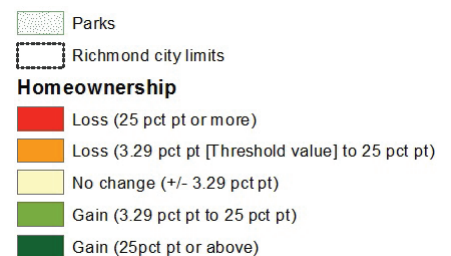 Parks
Richmond city limits
Homeownership
Loss (25 pct pt or more)
Loss (3.29 pct pt [Threshold value] to 25 pct pt)
No change (+/- 3.29 pct pt)
Gain (3.29 pct pt to 25 pct pt)
Gain (25pct pt or above)